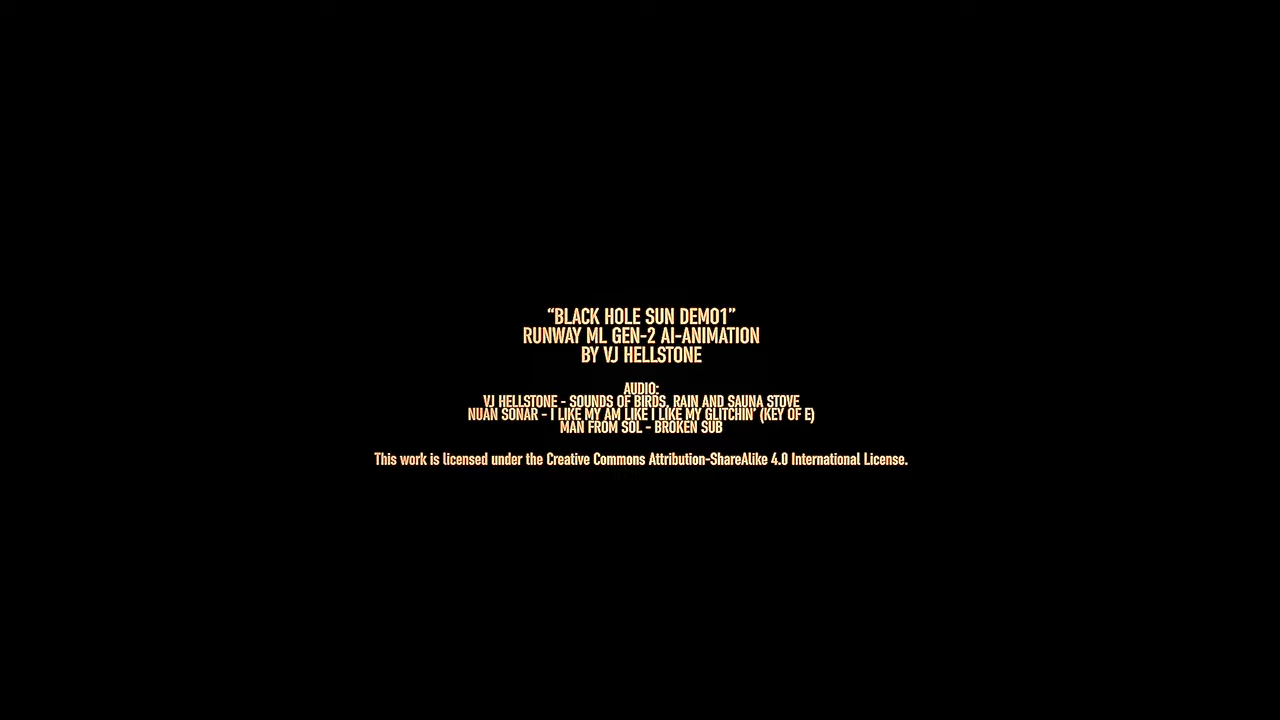 “BLACK HOLE SUN DEMO1”
RUNWAY ML GEN-2 AI-ANIMATION
BY VJ HELLSTONE
AUDIO:
VJ HELLSTONE - SOUNDS OF BIRDS, RAIN AND SAUNA STOVE
NUAN SONAR - I LIKE MY AM LIKE I LIKE MY GLITCHIN’ (KEY OF E)
MAN FROM SOL - BROKEN SUB
This work is licensed under the Creative Commons Attribution-ShareAlike 4.0 International License.